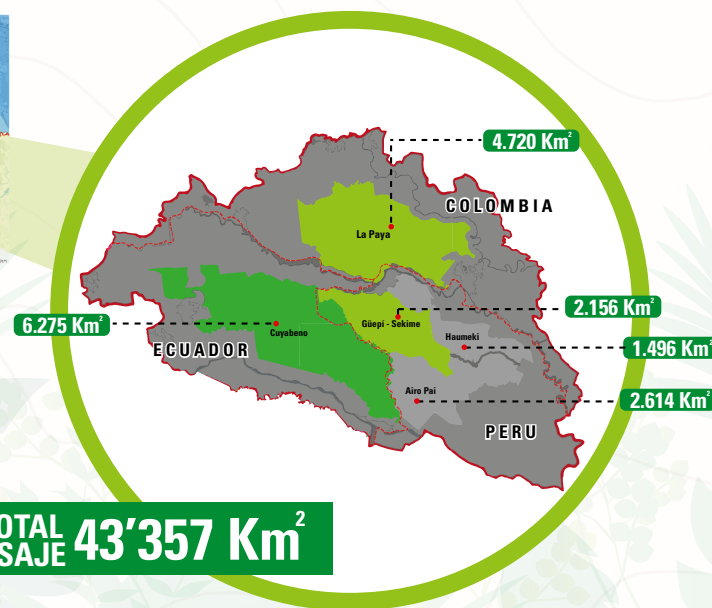 4.720 Km²
COLOMBIA
La Paya
2.156 Km²
6.275 Km²
Güepí - Sekime
Cuyabeno
Haumeki
1.496 Km²
ECUADOR
Airo Pai
2.614 Km²
PERU
OTAL
SAJE
43’357 Km²